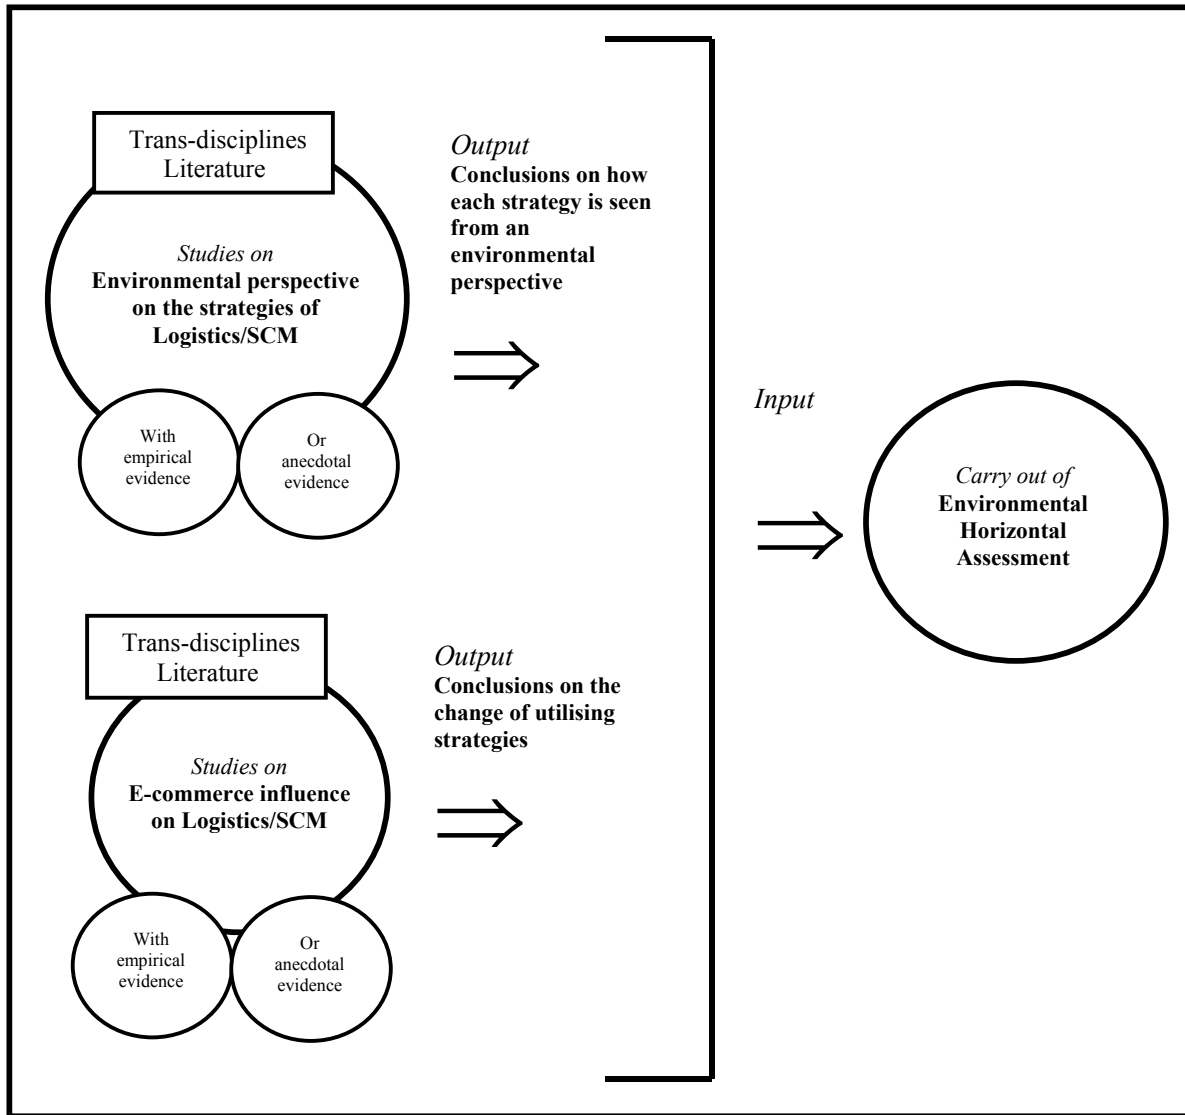 Trans-disciplines
Literature
Studies on
Environmental perspective
on the strategies of
Logistics/SCM
With
empirical
evidence
Or
anecdotal
evidence
Output
Conclusions on how
each strategy is seen
from an
environmental
perspective
Trans-disciplines
Literature
Studies on
E-commerce influence
on Logistics/SCM
With
empirical
evidence
Or
anecdotal
evidence
Output
Conclusions on the
change of utilising
strategies
Input
Carry out of
Environmental
Horizontal
Assessment